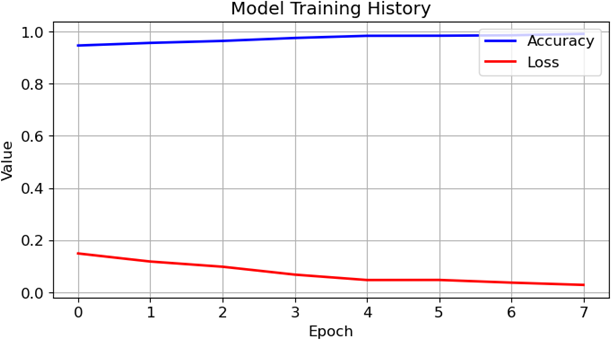 Model Training History
1.0
0.8
0.6
0.4
0.2
0.0
Value
Accuracy
Loss
0 1 2 3 4 5 6 7
Epoch